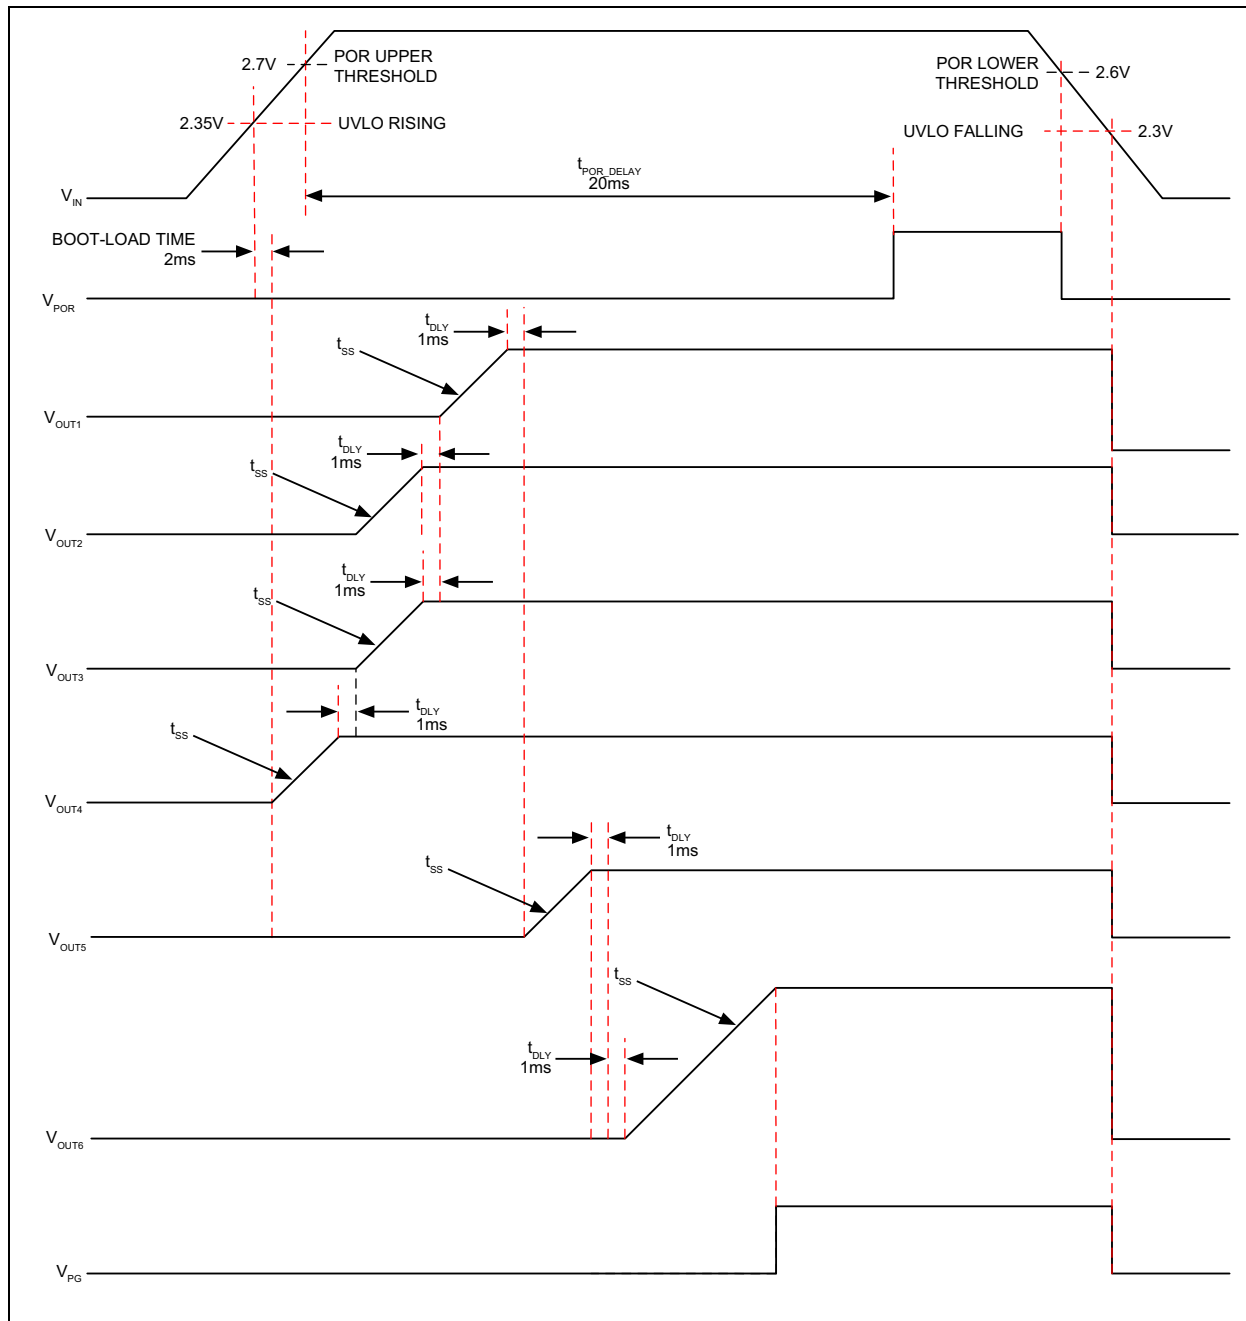 2.7V
POR UPPER
THRESHOLD
POR LOWER
THRESHOLD
2.6V
2.35V
UVLO RISING
UVLO FALLING
2.3V
tPOR_DELAY
20ms
VIN
BOOT-LOAD TIME
2ms
VPOR
tDLY
1ms
tSS
VOUT1
tDLY
1ms
tSS
VOUT2
tDLY
1ms
tSS
VOUT3
tDLY
1ms
tSS
VOUT4
tDLY
1ms
tSS
VOUT5
tSS
tDLY
1ms
VOUT6
VPG